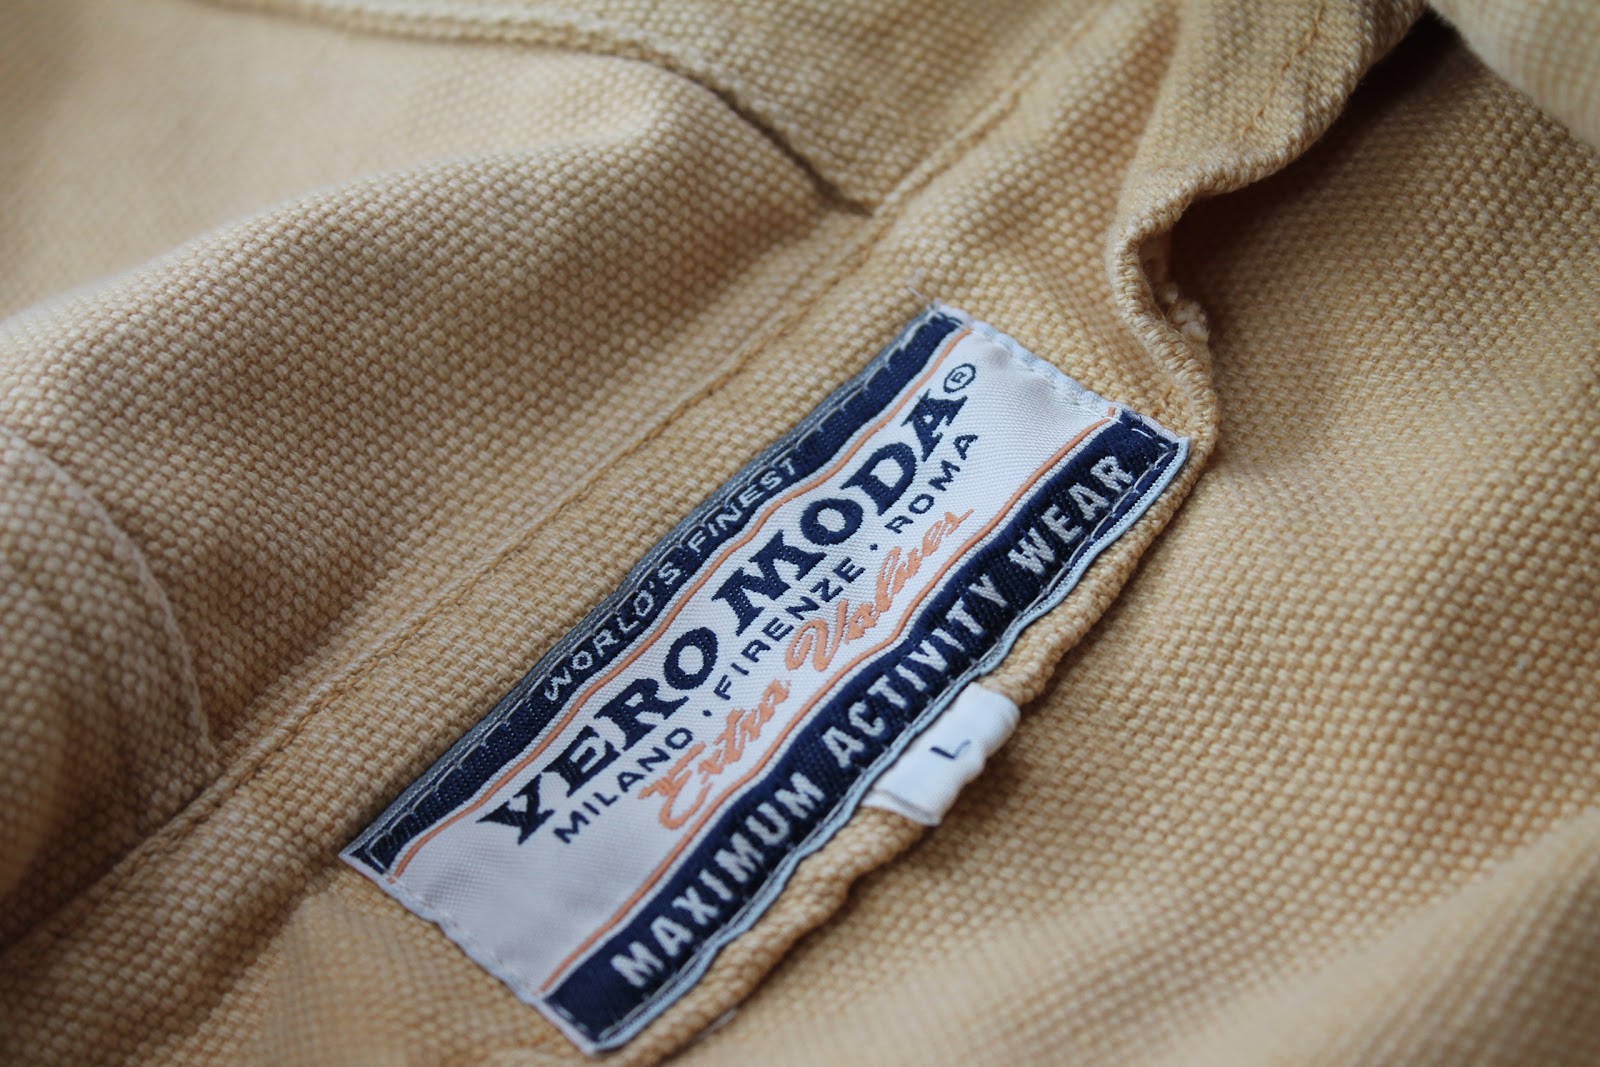 WORLD'S FINEST
VERO MODA®
MILANO · FIRENZE · ROMA
Extra Values
MAXIMUM ACTIVITY WEAR
L